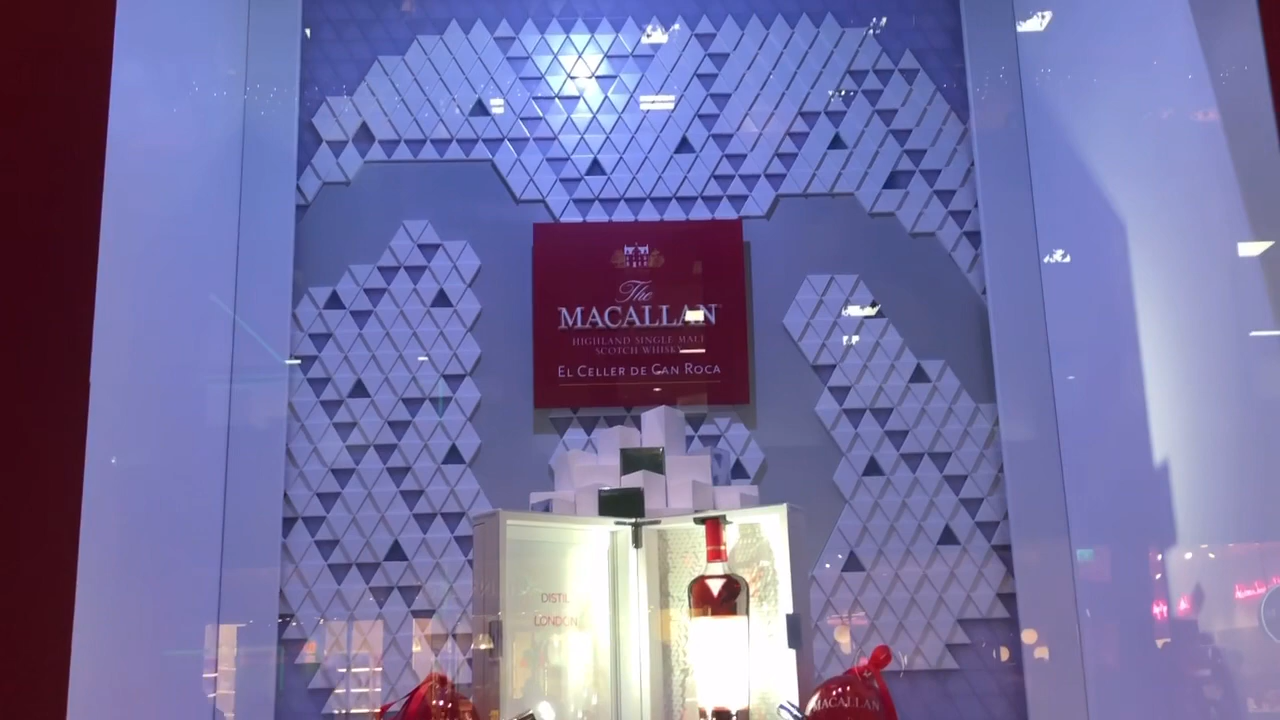 The
MACALLAN
HIGHLAND SINGLE MALT
SCOTCH WHISKY
EL CELLER DE CAN ROCA
DISTIL
LONDON
MACALLAN